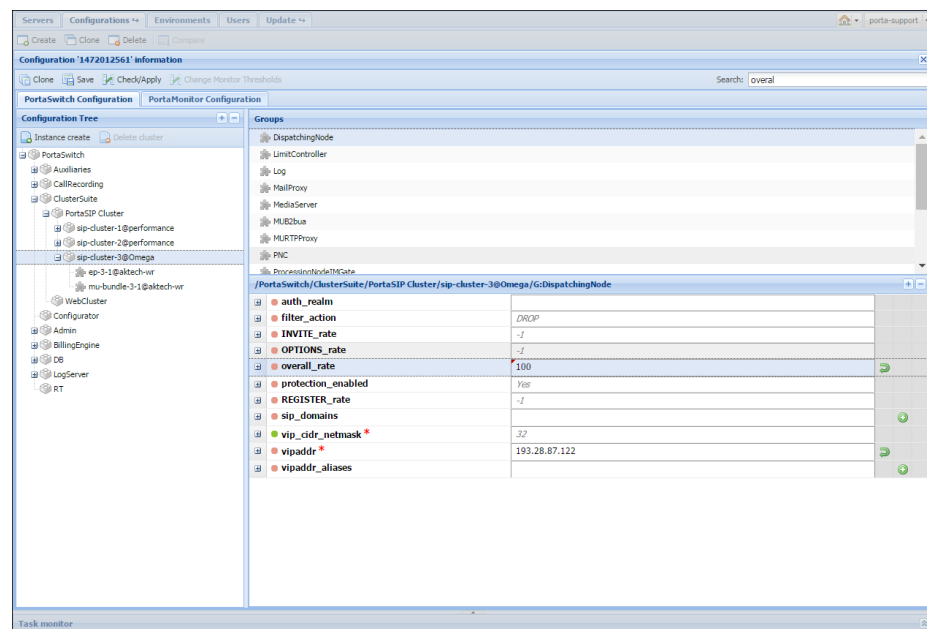 Servers Configurations Environments Users Update porta-support
Create Clone Delete Compare
Configuration '1472012561' information
Clone Save Check/Apply Change Monitor Thresholds Search: overal
PortaSwitch Configuration PortaMonitor Configuration
Configuration Tree
Instance create Delete cluster
PortaSwitch
Auxiliaries
CallRecording
ClusterSuite
PortaSIP Cluster
sip-cluster-1@performance
sip-cluster-2@performance
sip-cluster-3@Omega
ep-3-1@aktech-wr
mu-bundle-3-1@aktech-wr
WebCluster
Configurator
Admin
BillingEngine
DB
LogServer
RT
Groups
DispatchingNode
LimitController
Log
MailProxy
MediaServer
MUB2bua
MURTPProxy
PNC
ProcessingNodeIMGate
/PortaSwitch/ClusterSuite/PortaSIP Cluster/sip-cluster-3@Omega/G:DispatchingNode
auth_realm
filter_action DROP
INVITE_rate -1
OPTIONS_rate -1
overall_rate 100
protection_enabled Yes
REGISTER_rate -1
sip_domains
vip_cidr_netmask * 32
vipaddr * 193.28.87.122
vipaddr_aliases
Task monitor